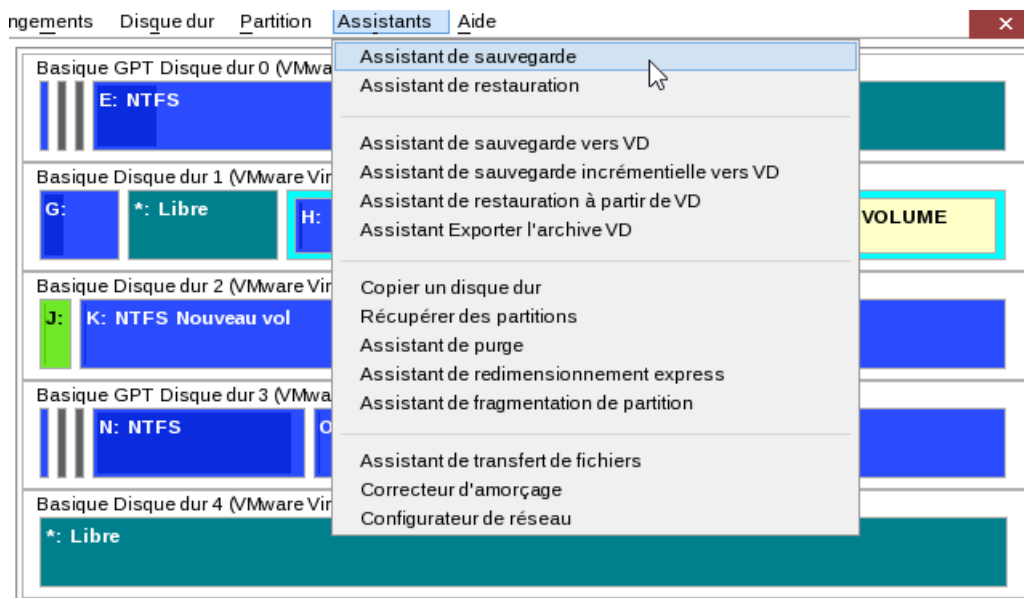 ngements Disque dur Partition Assistants Aide
Basique GPT Disque dur 0 (VMwa
E: NTFS
Basique Disque dur 1 (VMware Vir
G:
*: Libre
H:
VOLUME
Basique Disque dur 2 (VMware Vir
J:
K: NTFS Nouveau vol
Basique GPT Disque dur 3 (VMwa
N: NTFS
O
Basique Disque dur 4 (VMware Vir
*: Libre
Assistant de sauvegarde
Assistant de restauration
Assistant de sauvegarde vers VD
Assistant de sauvegarde incrémentielle vers VD
Assistant de restauration à partir de VD
Assistant Exporter l'archive VD
Copier un disque dur
Récupérer des partitions
Assistant de purge
Assistant de redimensionnement express
Assistant de fragmentation de partition
Assistant de transfert de fichiers
Correcteur d'amorçage
Configurateur de réseau